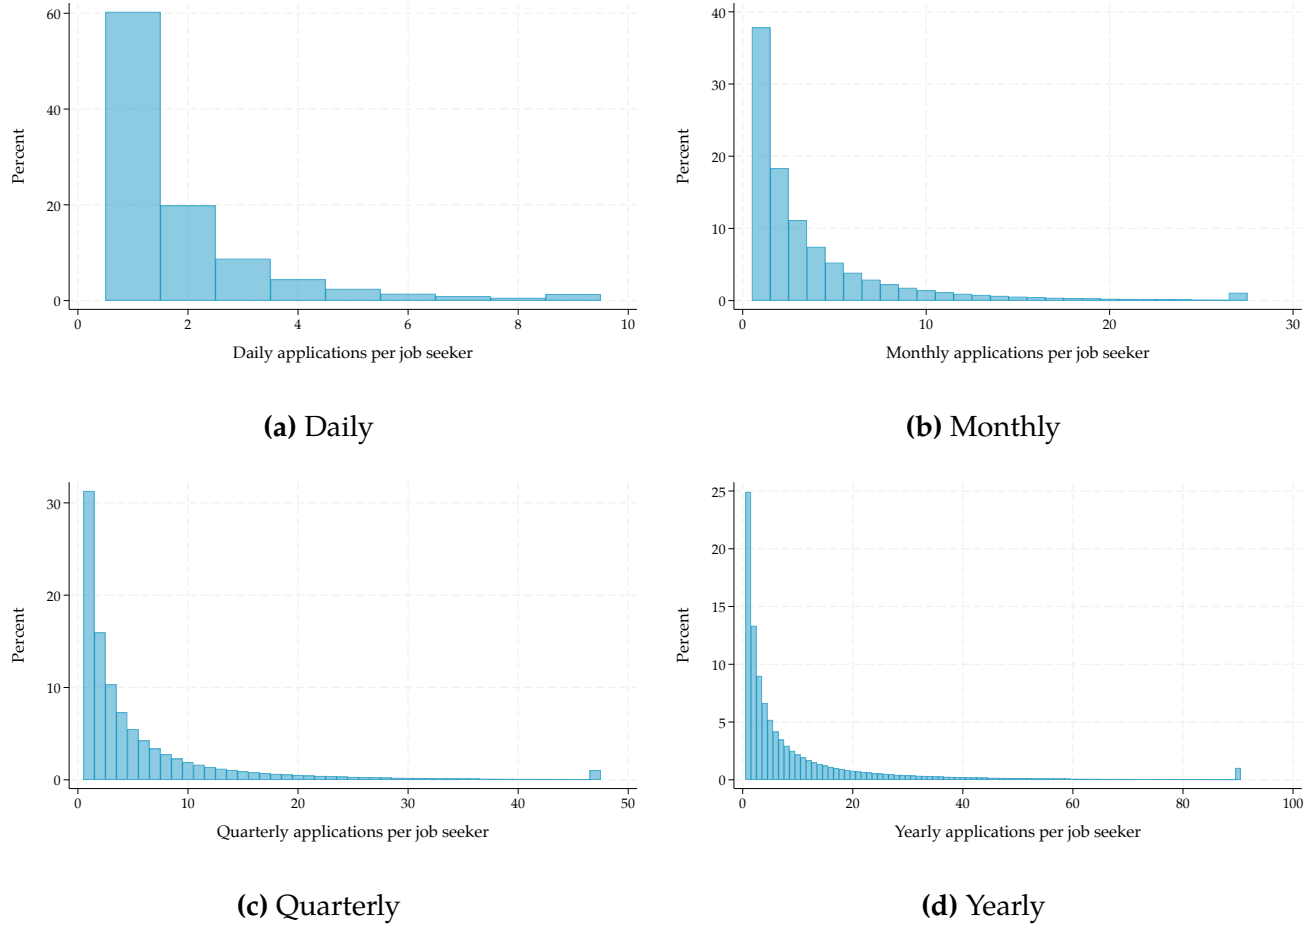 60
40
20
0
Percent
0 2 4 6 8 10
Daily applications per job seeker
(a) Daily
40
30
20
10
0
Percent
0 10 20 30
Monthly applications per job seeker
(b) Monthly
30
20
10
0
Percent
0 10 20 30 40 50
Quarterly applications per job seeker
(c) Quarterly
25
20
15
10
5
0
Percent
0 20 40 60 80 100
Yearly applications per job seeker
(d) Yearly